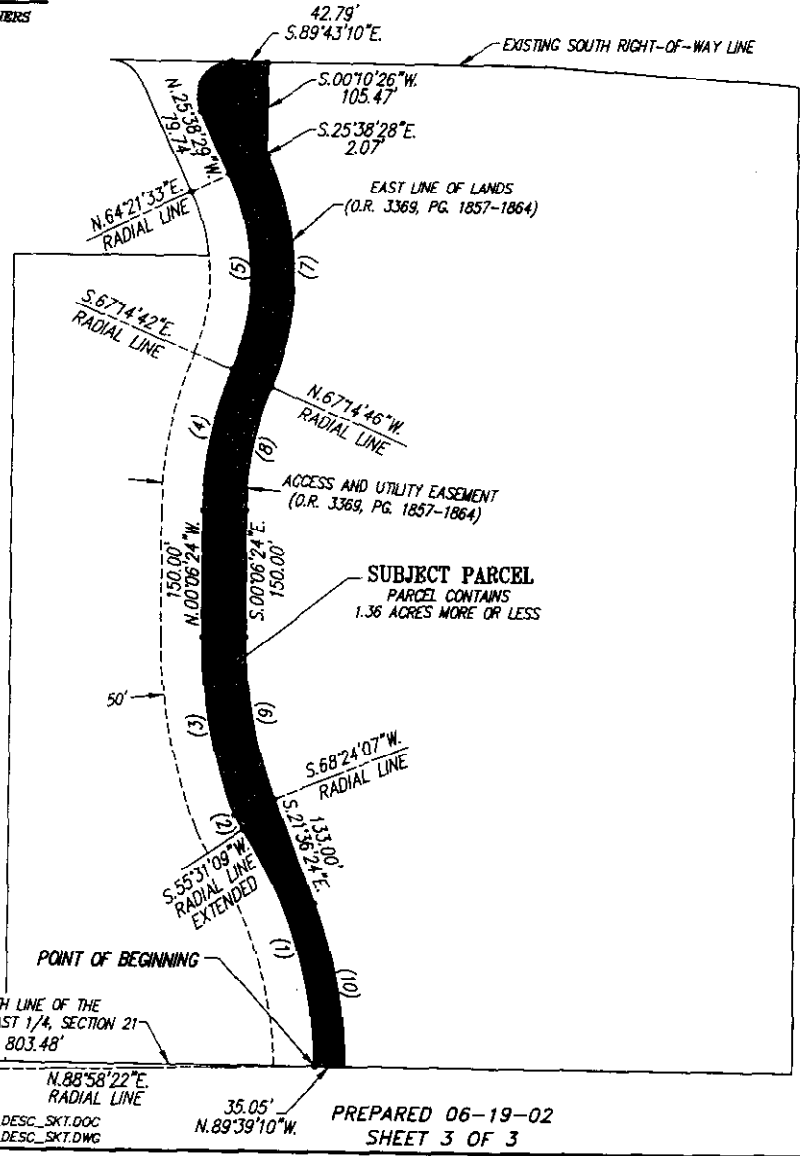 42.79'
S.89°43'10"E.
EXISTING SOUTH RIGHT-OF-WAY LINE
S.00°10'26"W.
105.47'
N.25°38'29"W.
79.74'
S.25°38'28"E.
2.07'
EAST LINE OF LANDS
(O.R. 3369, PG. 1857-1864)
N.64°21'33"E.
RADIAL LINE
(5)
(7)
S.67°14'42"E.
RADIAL LINE
N.67°14'46"W.
RADIAL LINE
(4)
(8)
ACCESS AND UTILITY EASEMENT
(O.R. 3369, PG. 1857-1864)
150.00'
N.00°06'24"W.
S.00°06'24"E.
150.00'
SUBJECT PARCEL
PARCEL CONTAINS
1.36 ACRES MORE OR LESS
50'
(3)
(9)
S.68°24'07"W.
RADIAL LINE
133.00'
S.21°36'24"E.
(2)
S.55°31'09"W.
RADIAL LINE
EXTENDED
(1)
(10)
POINT OF BEGINNING
H LINE OF THE
AST 1/4, SECTION 21
803.48'
N.88°58'22"E.
RADIAL LINE
35.05'
N.89°39'10"W.
DESC_SKT.DOC
DESC_SKT.DWG
PREPARED 06-19-02
SHEET 3 OF 3